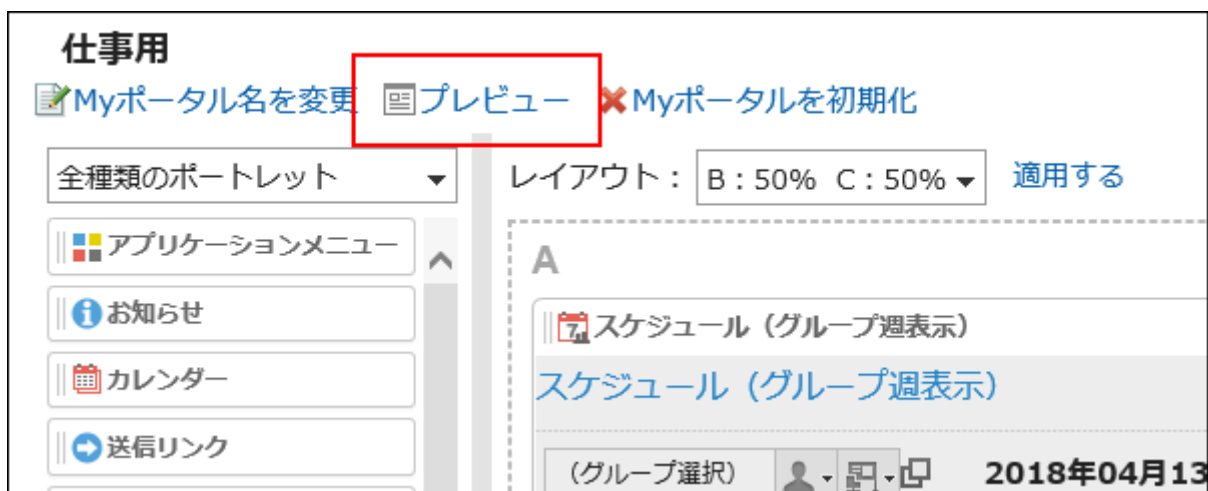 仕事用
Myポータル名を変更 プレビュー Myポータルを初期化
全種類のポートレット
レイアウト： B：50% C：50% 適用する
アプリケーションメニュー
お知らせ
カレンダー
送信リンク
A
スケジュール（グループ週表示）
スケジュール（グループ週表示）
（グループ選択） 2018年04月13